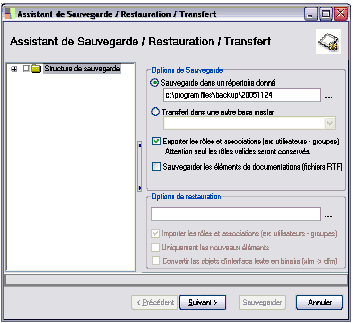 Assistant de Sauvegarde / Restauration / Transfert
Assistant de Sauvegarde / Restauration / Transfert
Structure de sauvegarde
Options de Sauvegarde
Sauvegarde dans un répertoire donné
c:\program files\backup\20051124
...
Transfert dans une autre base master
Exporter les rôles et associations (ex: utilisateurs - groupes)
Attention seul les rôles valides seront conservés.
Sauvegarder les éléments de documentations (fichiers RTF)
Options de restauration
...
Importer les rôles et associations (ex: utilisateurs - groupes)
Uniquement les nouveaux éléments
Convertir les objets d'interface texte en binaire (xfm -> dfm)
< Précédent
Suivant >
Sauvegarder
Annuler